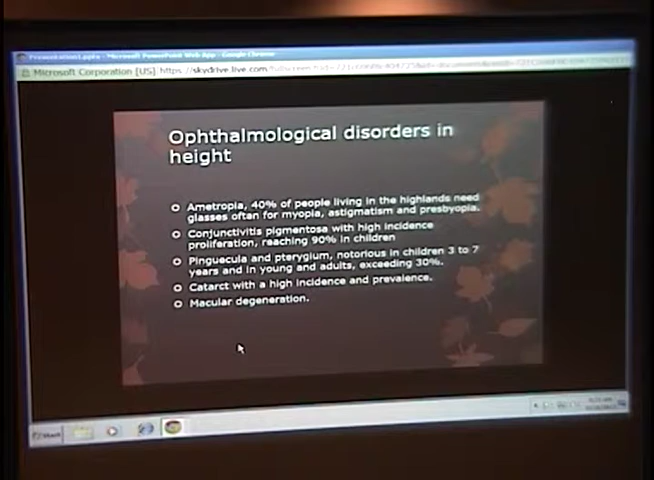 Presentation1.pptx - Microsoft PowerPoint Web App - Google Chrome
Microsoft Corporation [US] https://skydrive.live.com
Ophthalmological disorders in
height
Ametropia, 40% of people living in the highlands need
glasses often for myopia, astigmatism and presbyopia.
Conjunctivitis pigmentosa with high incidence
proliferation, reaching 90% in children
Pinguecula and pterygium, notorious in children 3 to 7
years and in young and adults, exceeding 30%.
Catarct with a high incidence and prevalence.
Macular degeneration.
Start